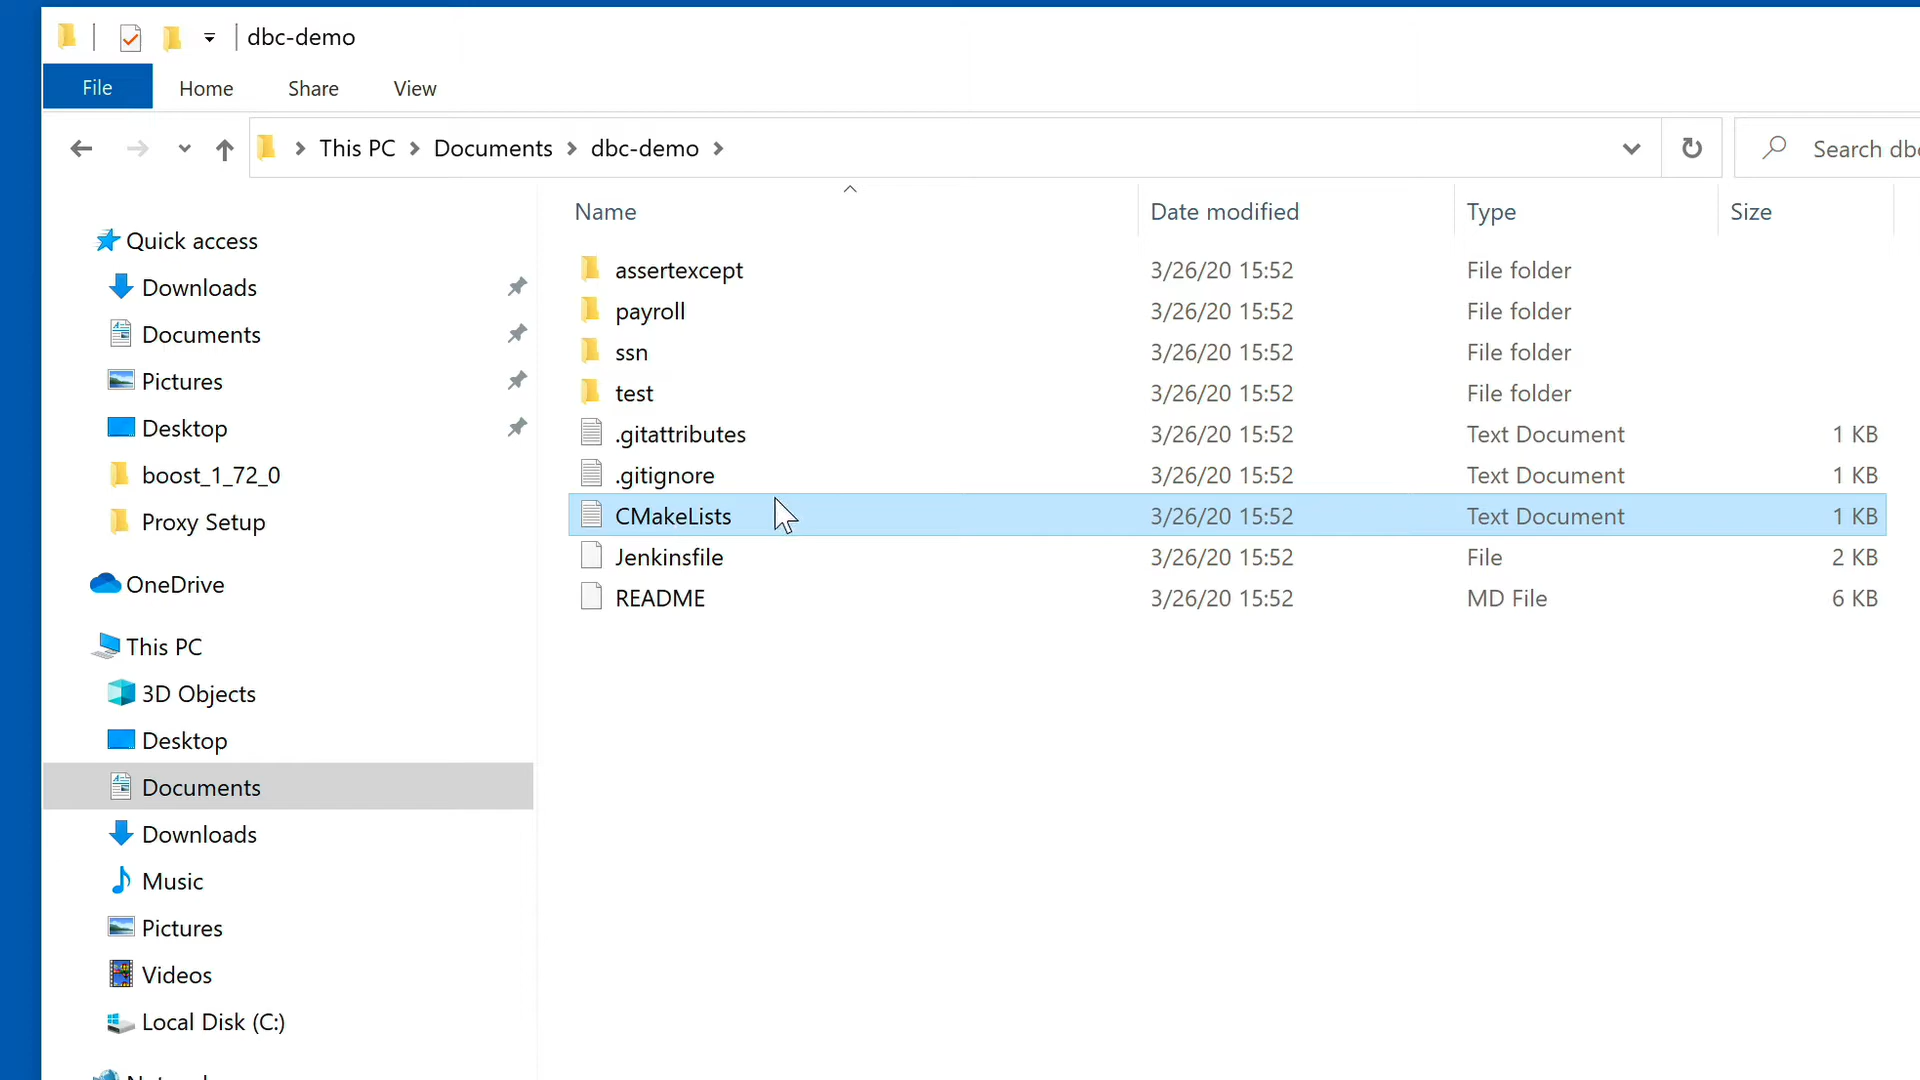 dbc-demo
File Home Share View
This PC Documents dbc-demo Search dbc
Name Date modified Type Size
Quick access
Downloads
Documents
Pictures
Desktop
boost_1_72_0
Proxy Setup
OneDrive
This PC
3D Objects
Desktop
Documents
Downloads
Music
Pictures
Videos
Local Disk (C:)
assertexcept 3/26/20 15:52 File folder
payroll 3/26/20 15:52 File folder
ssn 3/26/20 15:52 File folder
test 3/26/20 15:52 File folder
.gitattributes 3/26/20 15:52 Text Document 1 KB
.gitignore 3/26/20 15:52 Text Document 1 KB
CMakeLists 3/26/20 15:52 Text Document 1 KB
Jenkinsfile 3/26/20 15:52 File 2 KB
README 3/26/20 15:52 MD File 6 KB